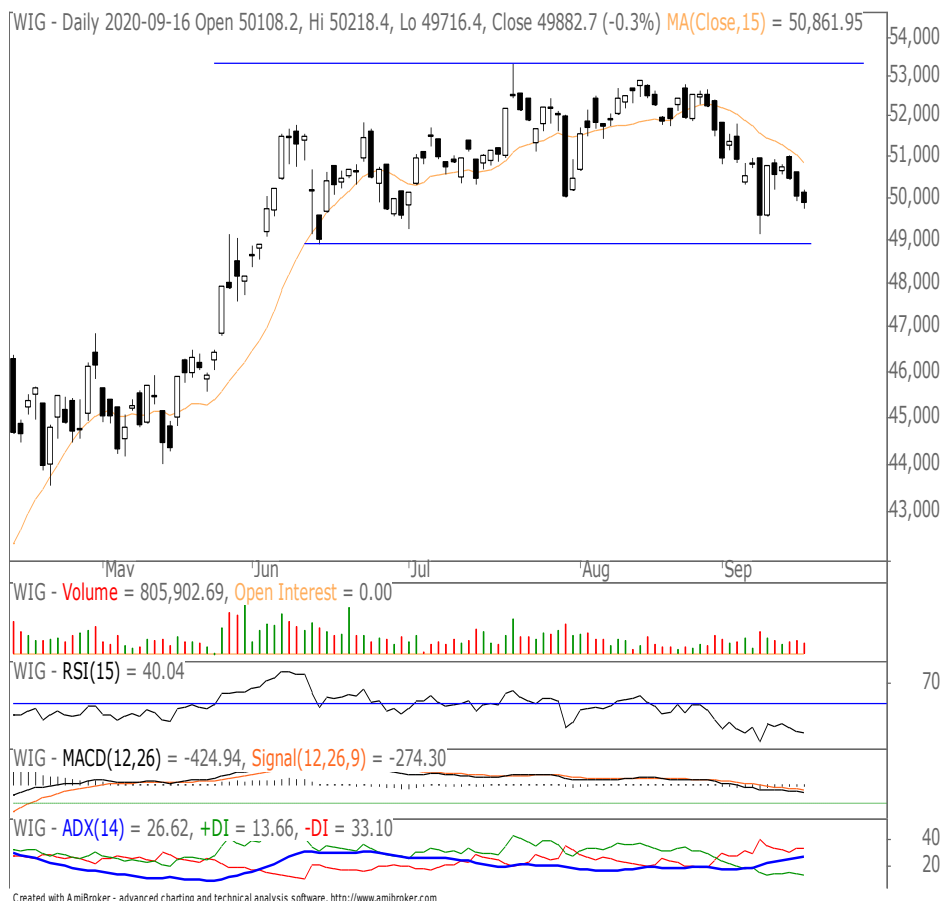 WIG - Daily 2020-09-16 Open 50108.2, Hi 50218.4, Lo 49716.4, Close 49882.7 (-0.3%) MA(Close,15) = 50,861.95
54,000
53,000
52,000
51,000
50,000
49,000
48,000
47,000
46,000
45,000
44,000
43,000
May Jun Jul Aug Sep
WIG - Volume = 805,902.69, Open Interest = 0.00
WIG - RSI(15) = 40.04
70
WIG - MACD(12,26) = -424.94, Signal(12,26,9) = -274.30
WIG - ADX(14) = 26.62, +DI = 13.66, -DI = 33.10
40
20
Created with AmiBroker - advanced charting and technical analysis software. http://www.amibroker.com